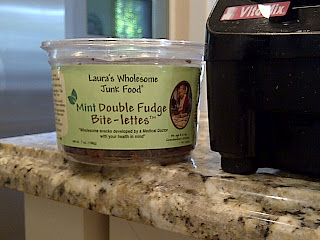 VitaMix
Laura's Wholesome
Junk Food®
Mint Double Fudge
Bite-lettes™
"Wholesome snacks developed by a Medical Doctor
with your health in mind"